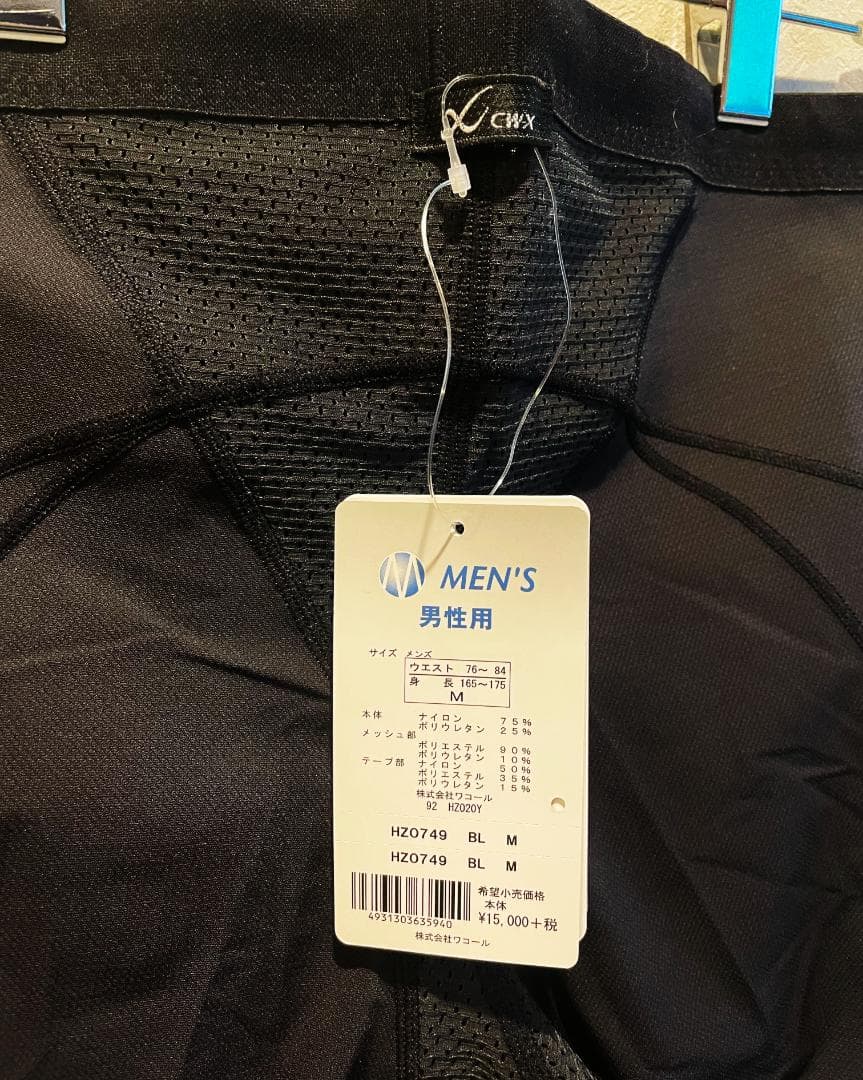 CW-X
M MEN'S
男性用
サイズ メンズ
ウエスト 76〜 84
身 長 165〜175
M
本体 ナイロン 75%
ポリウレタン 25%
メッシュ部
ポリエステル 90%
ポリウレタン 10%
テープ部 ナイロン 50%
ポリエステル 35%
ポリウレタン 15%
株式会社ワコール
92 HZ020Y
HZ0749 BL M
HZ0749 BL M
希望小売価格
本体
¥15,000+税
4931303635940
株式会社ワコール